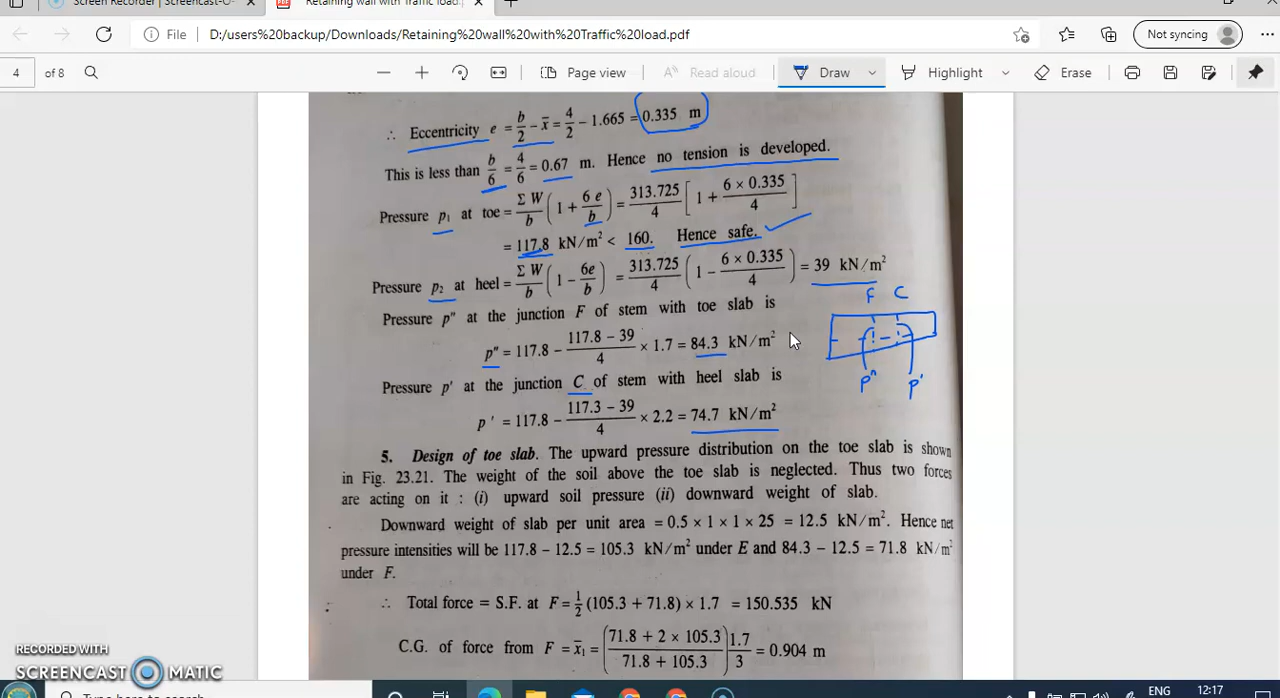 Screen Recorder | Screencast-O-
Retaining wall with Traffic load.
File D:/users%20backup/Downloads/Retaining%20wall%20with%20Traffic%20load.pdf Not syncing
4 of 8 Page view Read aloud Draw Highlight Erase
∴ Eccentricity e = b/2 − x̄ = 4/2 − 1.665 = 0.335 m
This is less than b/6 = 4/6 = 0.67 m. Hence no tension is developed.
Pressure p₁ at toe = ΣW/b (1 + 6e/b) = 313.725/4 [1 + 6 × 0.335/4]
= 117.8 kN/m² < 160. Hence safe.
Pressure p₂ at heel = ΣW/b (1 − 6e/b) = 313.725/4 (1 − 6 × 0.335/4) = 39 kN/m²
F C
Pressure p" at the junction F of stem with toe slab is
p" = 117.8 − 117.8 − 39/4 × 1.7 = 84.3 kN/m²
p" p'
Pressure p' at the junction C of stem with heel slab is
p' = 117.8 − 117.3 − 39/4 × 2.2 = 74.7 kN/m²
5. Design of toe slab. The upward pressure distribution on the toe slab is shown
in Fig. 23.21. The weight of the soil above the toe slab is neglected. Thus two forces
are acting on it : (i) upward soil pressure (ii) downward weight of slab.
Downward weight of slab per unit area = 0.5 × 1 × 1 × 25 = 12.5 kN/m². Hence net
pressure intensities will be 117.8 − 12.5 = 105.3 kN/m² under E and 84.3 − 12.5 = 71.8 kN/m²
under F.
∴ Total force = S.F. at F = 1/2 (105.3 + 71.8) × 1.7 = 150.535 kN
C.G. of force from F = x̄₁ = (71.8 + 2 × 105.3/71.8 + 105.3) 1.7/3 = 0.904 m
RECORDED WITH
SCREENCAST MATIC
Type here to search
ENG
12:17